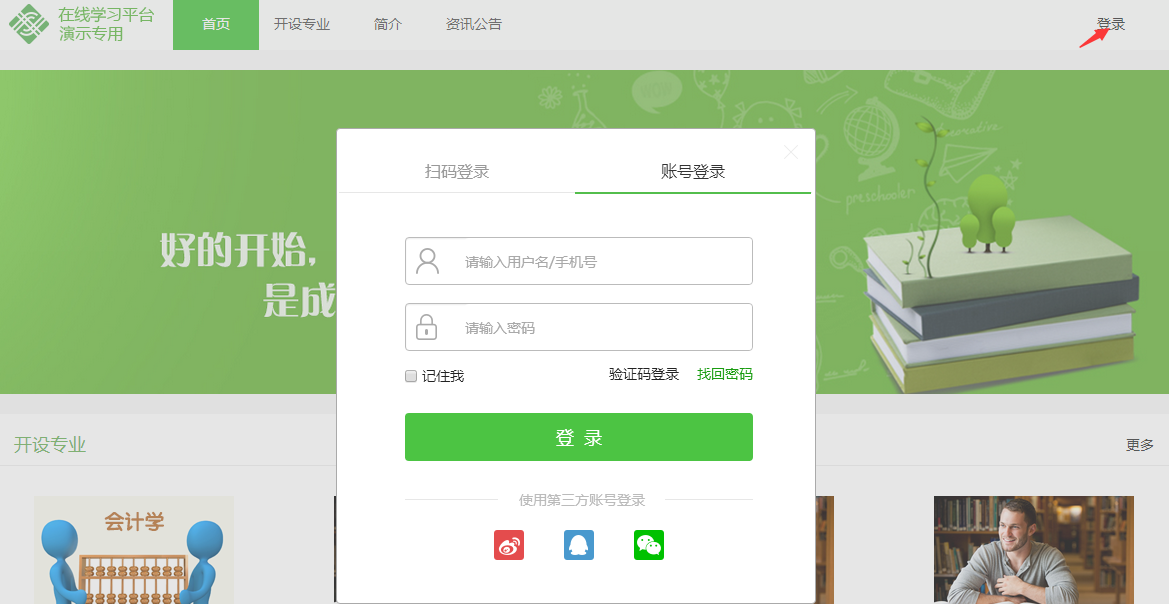 在线学习平台
演示专用
首页
开设专业
简介
资讯公告
登录
creative
preschooler
好的开始,
是成
扫码登录
账号登录
请输入用户名/手机号
请输入密码
记住我
验证码登录
找回密码
登 录
使用第三方账号登录
开设专业
更多
会计学